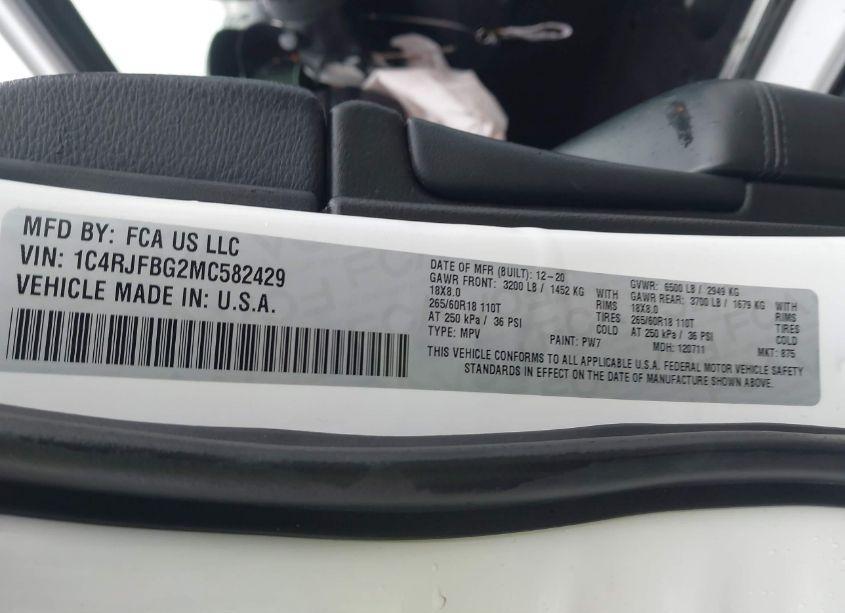 MFD BY: FCA US LLC
VIN: 1C4RJFBG2MC582429
VEHICLE MADE IN: U.S.A.
DATE OF MFR (BUILT): 12-20
GAWR FRONT: 3200 LB / 1452 KG WITH
18X8.0 RIMS
265/60R18 110T TIRES
AT 250 kPa / 36 PSI COLD
TYPE: MPV PAINT: PW7
GVWR: 6500 LB / 2949 KG
GAWR REAR: 3700 LB / 1679 KG WITH
18X8.0 RIMS
265/60R18 110T TIRES
AT 250 kPa / 36 PSI COLD
MDH: 120711 MKT: 875
THIS VEHICLE CONFORMS TO ALL APPLICABLE U.S.A. FEDERAL MOTOR VEHICLE SAFETY
STANDARDS IN EFFECT ON THE DATE OF MANUFACTURE SHOWN ABOVE.